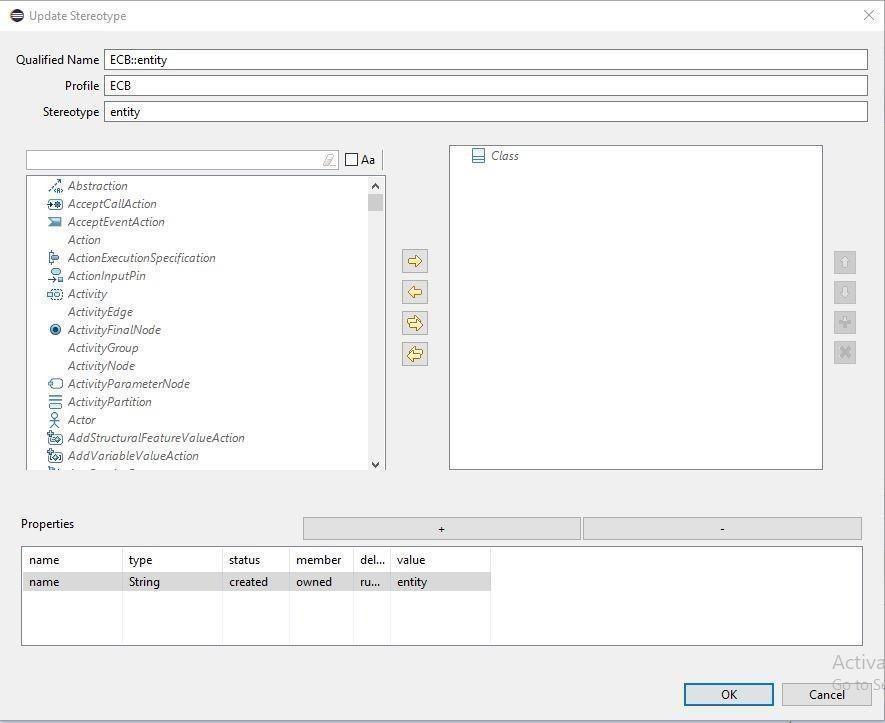 Update Stereotype
Qualified Name ECB::entity
Profile ECB
Stereotype entity
Aa
Class
Abstraction
AcceptCallAction
AcceptEventAction
Action
ActionExecutionSpecification
ActionInputPin
Activity
ActivityEdge
ActivityFinalNode
ActivityGroup
ActivityNode
ActivityParameterNode
ActivityPartition
Actor
AddStructuralFeatureValueAction
AddVariableValueAction
Properties + -
name type status member del... value
name String created owned ru... entity
Activa
Go to Se
OK Cancel